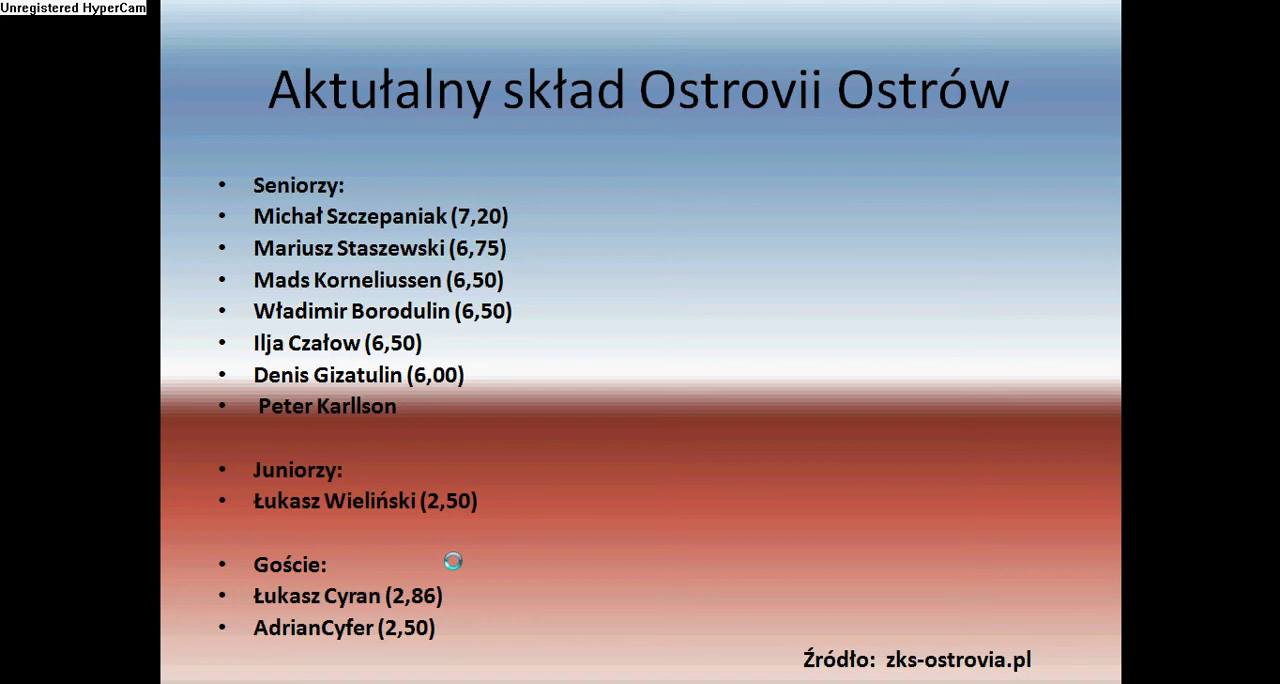 Unregistered HyperCam
Aktułalny skład Ostrovii Ostrów
• Seniorzy:
• Michał Szczepaniak (7,20)
• Mariusz Staszewski (6,75)
• Mads Korneliussen (6,50)
• Władimir Borodulin (6,50)
• Ilja Czałow (6,50)
• Denis Gizatulin (6,00)
• Peter Karllson
• Juniorzy:
• Łukasz Wieliński (2,50)
• Goście:
• Łukasz Cyran (2,86)
• AdrianCyfer (2,50)
Źródło: zks-ostrovia.pl